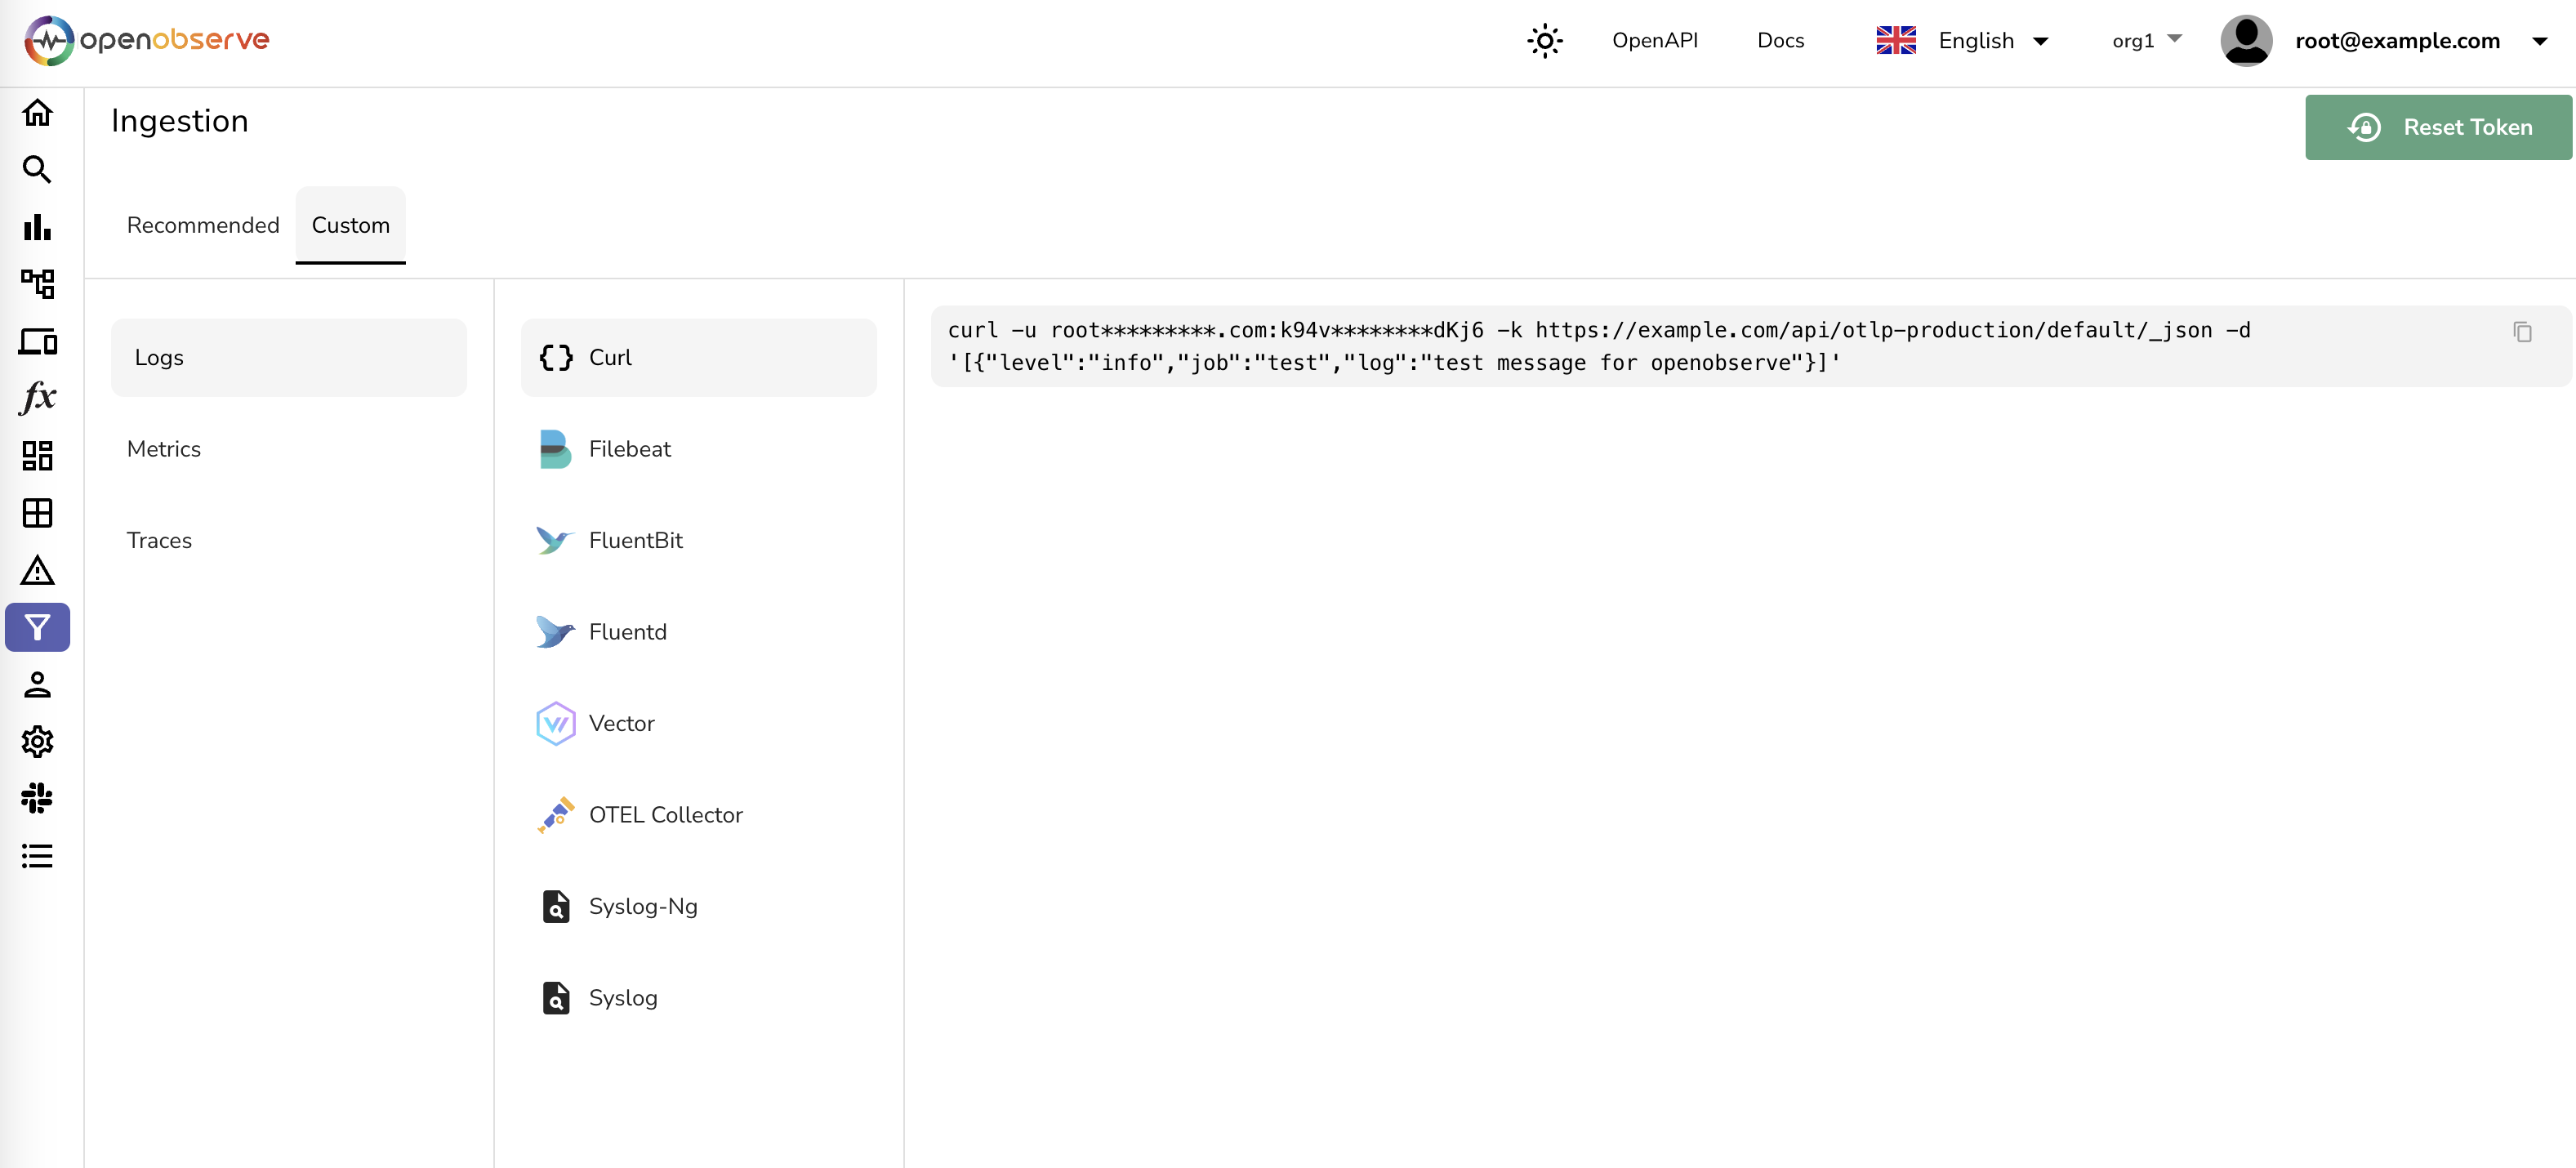 openobserve
OpenAPI
Docs
English
org1
root@example.com
Ingestion
Reset Token
Recommended
Custom
Logs
Metrics
Traces
Curl
Filebeat
FluentBit
Fluentd
Vector
OTEL Collector
Syslog-Ng
Syslog
curl -u root*********.com:k94v********dKj6 -k https://example.com/api/otlp-production/default/_json -d
'[{"level":"info","job":"test","log":"test message for openobserve"}]'